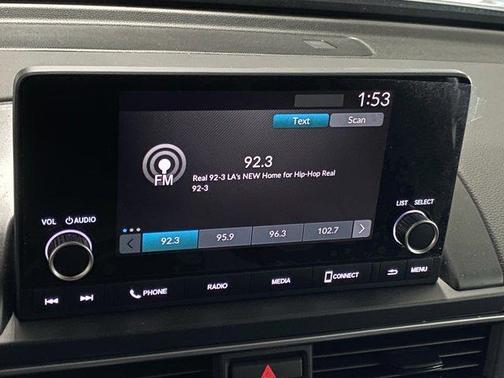 1:53
Text Scan
FM
92.3
Real 92-3 LA's NEW Home for Hip-Hop Real
92-3
VOL AUDIO
LIST SELECT
92.3 95.9 96.3 102.7
PHONE RADIO MEDIA CONNECT MENU